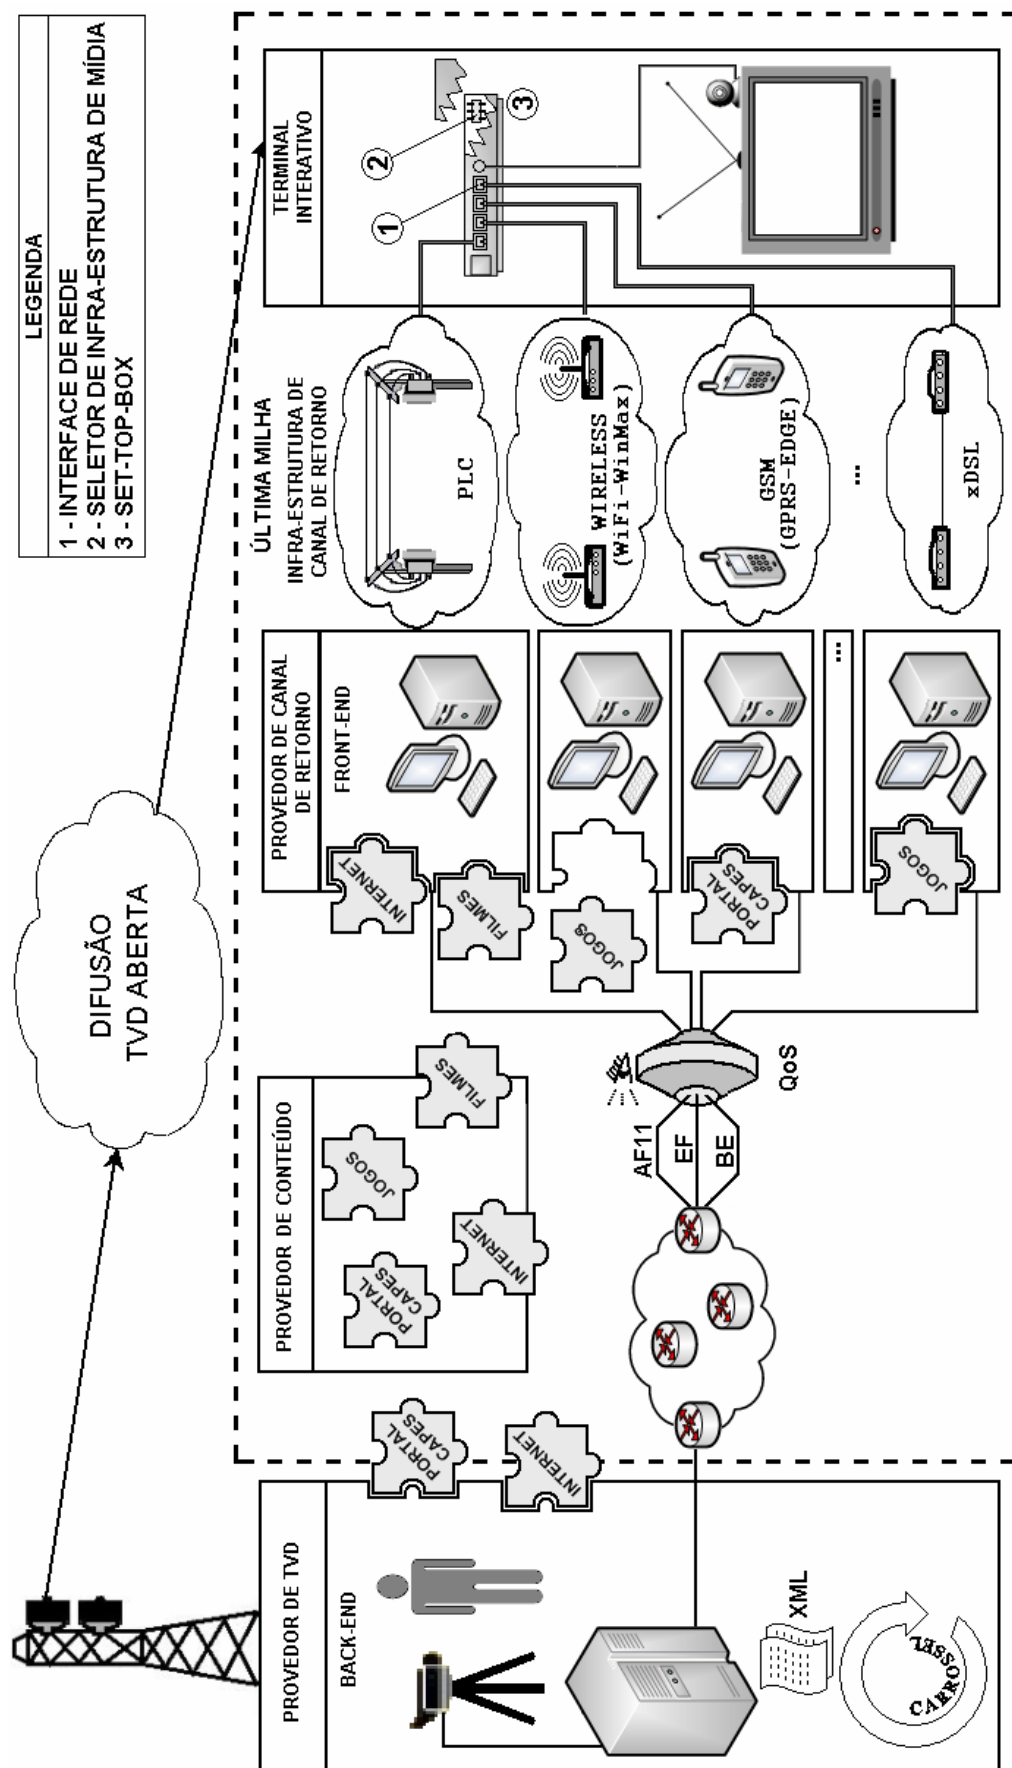 LEGENDA
1 - INTERFACE DE REDE
2 - SELETOR DE INFRA-ESTRUTURA DE MÍDIA
3 - SET-TOP-BOX
DIFUSÃO
TVD ABERTA
PROVEDOR DE TVD
BACK-END
XML
CARROSSEL
PORTAL
CAPES
INTERNET
PROVEDOR DE CONTEÚDO
PORTAL
CAPES
JOGOS
INTERNET
FILMES
AF11
EF
BE
QoS
PROVEDOR DE CANAL
DE RETORNO
FRONT-END
INTERNET
FILMES
JOGOS
PORTAL
CAPES
...
JOGOS
ÚLTIMA MILHA
INFRA-ESTRUTURA DE
CANAL DE RETORNO
PLC
WIRELESS
(WiFi-WinMax)
GSM
(GPRS-EDGE)
...
xDSL
TERMINAL
INTERATIVO
1
2
3